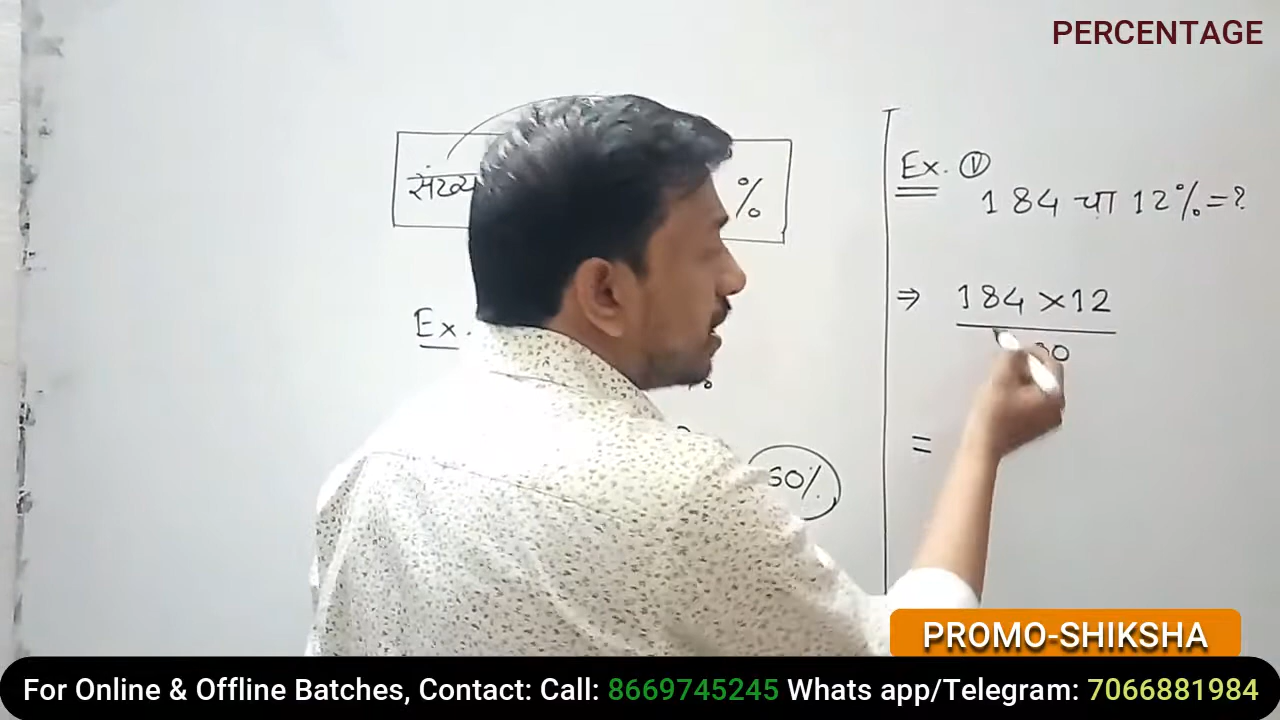 PERCENTAGE
%
Ex.
60%
Ex. ①
184 चा 12% = ?
⇒ 184 × 12
=
PROMO-SHIKSHA
For Online & Offline Batches, Contact: Call: 8669745245 Whats app/Telegram: 7066881984